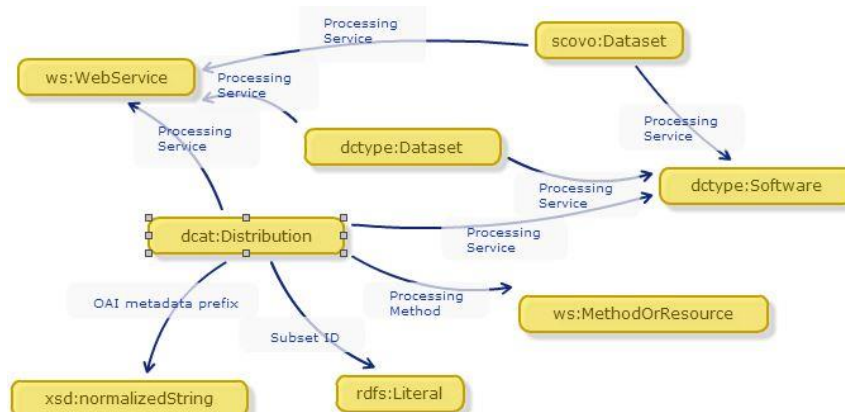 Processing
Service
scovo:Dataset
ws:WebService
Processing
Service
Processing
Service
dctype:Dataset
Processing
Service
dctype:Software
Processing
Service
dcat:Distribution
Processing
Service
OAI metadata prefix
Processing
Method
ws:MethodOrResource
Subset ID
xsd:normalizedString
rdfs:Literal